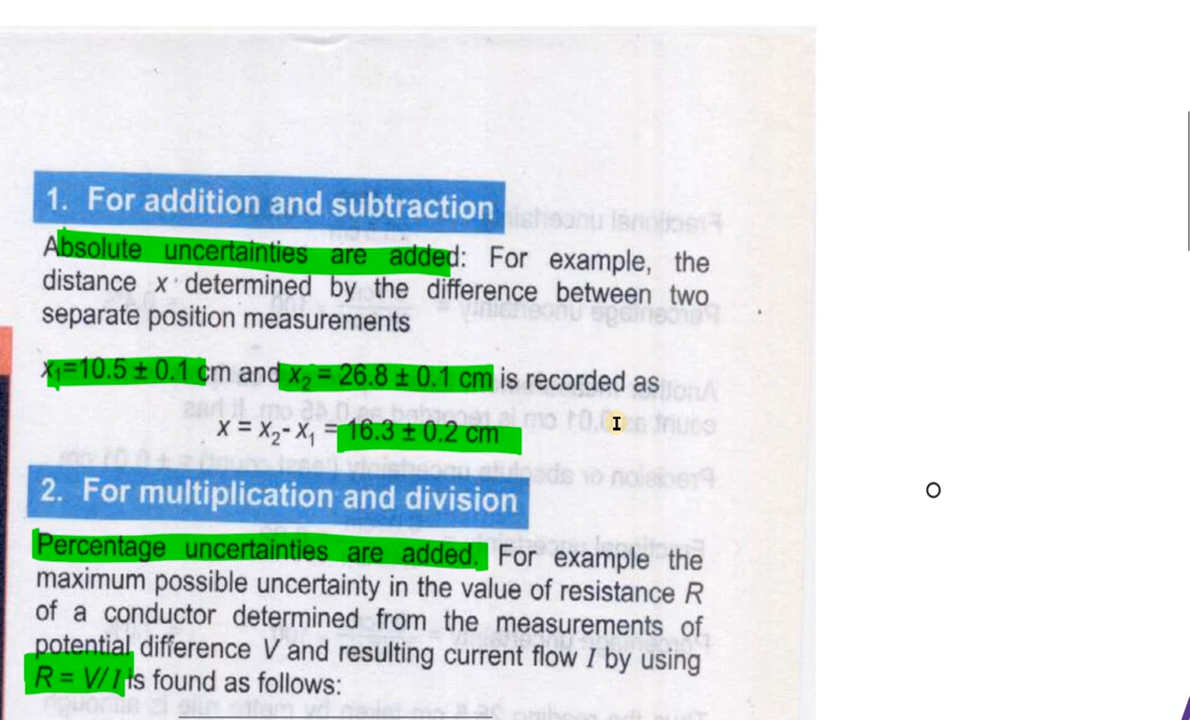 1. For addition and subtraction
Absolute uncertainties are added: For example, the
distance x determined by the difference between two
separate position measurements
x₁=10.5 ± 0.1 cm and x₂ = 26.8 ± 0.1 cm is recorded as
x = x₂- x₁ = 16.3 ± 0.2 cm
2. For multiplication and division
Percentage uncertainties are added. For example the
maximum possible uncertainty in the value of resistance R
of a conductor determined from the measurements of
potential difference V and resulting current flow I by using
R = V/I is found as follows: